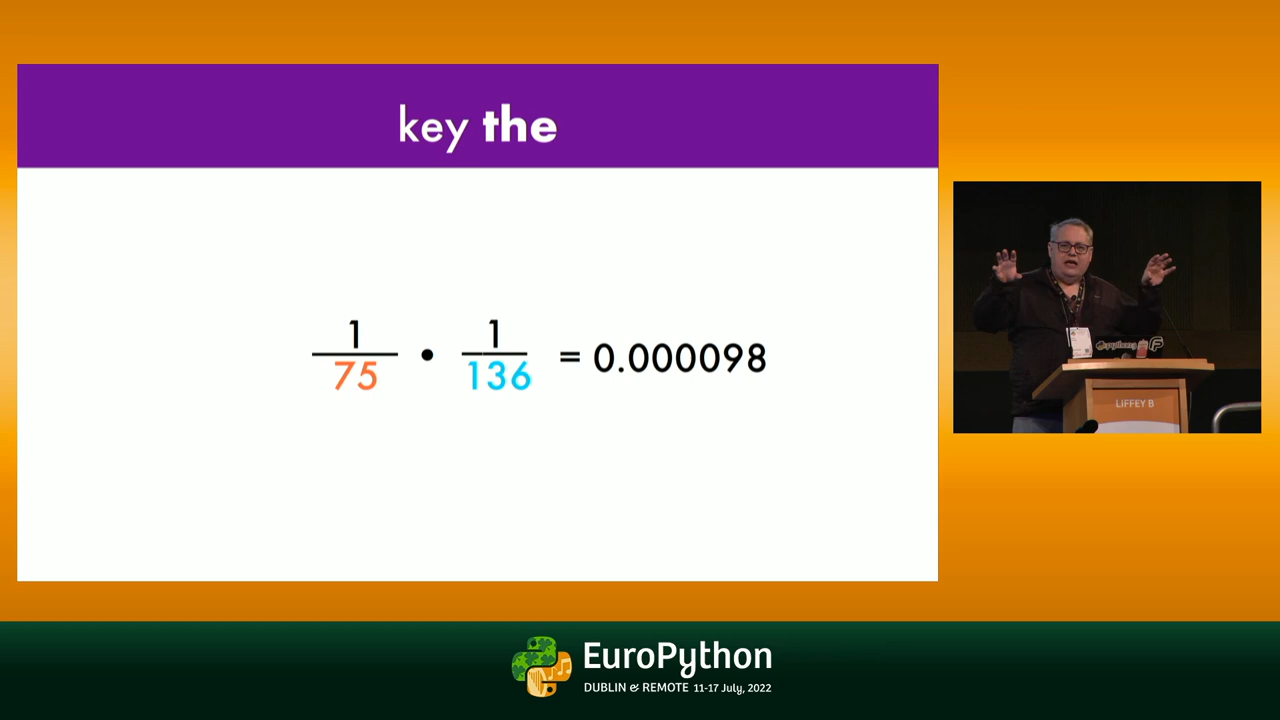 key the
1/75 • 1/136 = 0.000098
LIFFEY B
EuroPython
DUBLIN & REMOTE 11-17 July, 2022